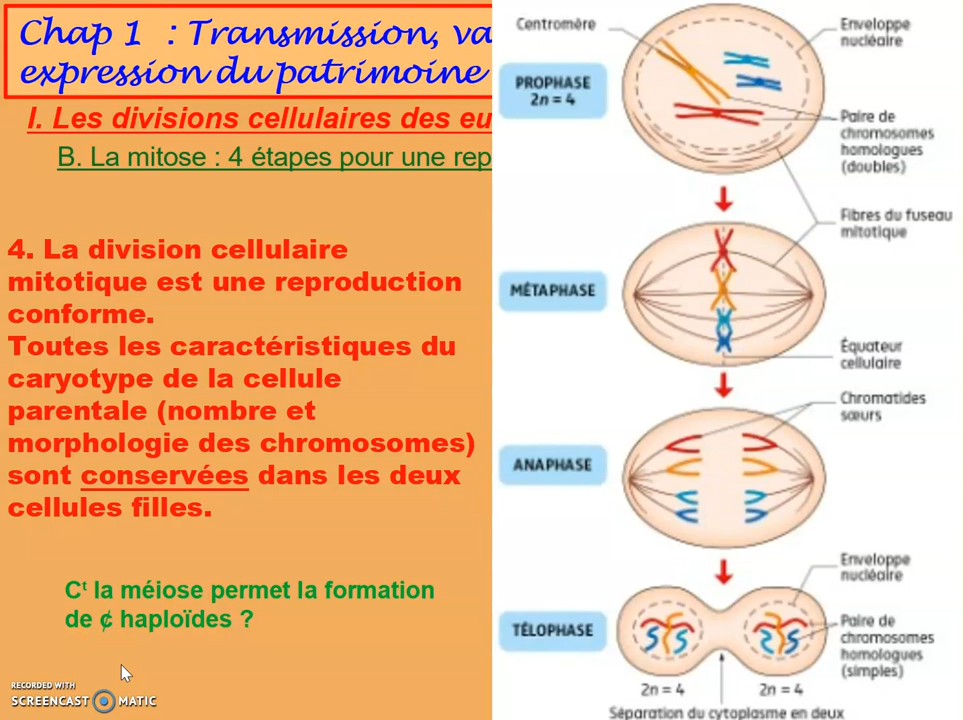 Chap 1 : Transmission, va
expression du patrimoine
I. Les divisions cellulaires des eu
B. La mitose : 4 étapes pour une rep
4. La division cellulaire
mitotique est une reproduction
conforme.
Toutes les caractéristiques du
caryotype de la cellule
parentale (nombre et
morphologie des chromosomes)
sont conservées dans les deux
cellules filles.
Cᵗ la méiose permet la formation
de ȼ haploïdes ?
RECORDED WITH
SCREENCAST MATIC
Centromère
Enveloppe
nucléaire
PROPHASE
2n = 4
Paire de
chromosomes
homologues
(doubles)
Fibres du fuseau
mitotique
MÉTAPHASE
Équateur
cellulaire
Chromatides
sœurs
ANAPHASE
Enveloppe
nucléaire
TÉLOPHASE
Paire de
chromosomes
homologues
(simples)
2n = 4
2n = 4
Séparation du cytoplasme en deux